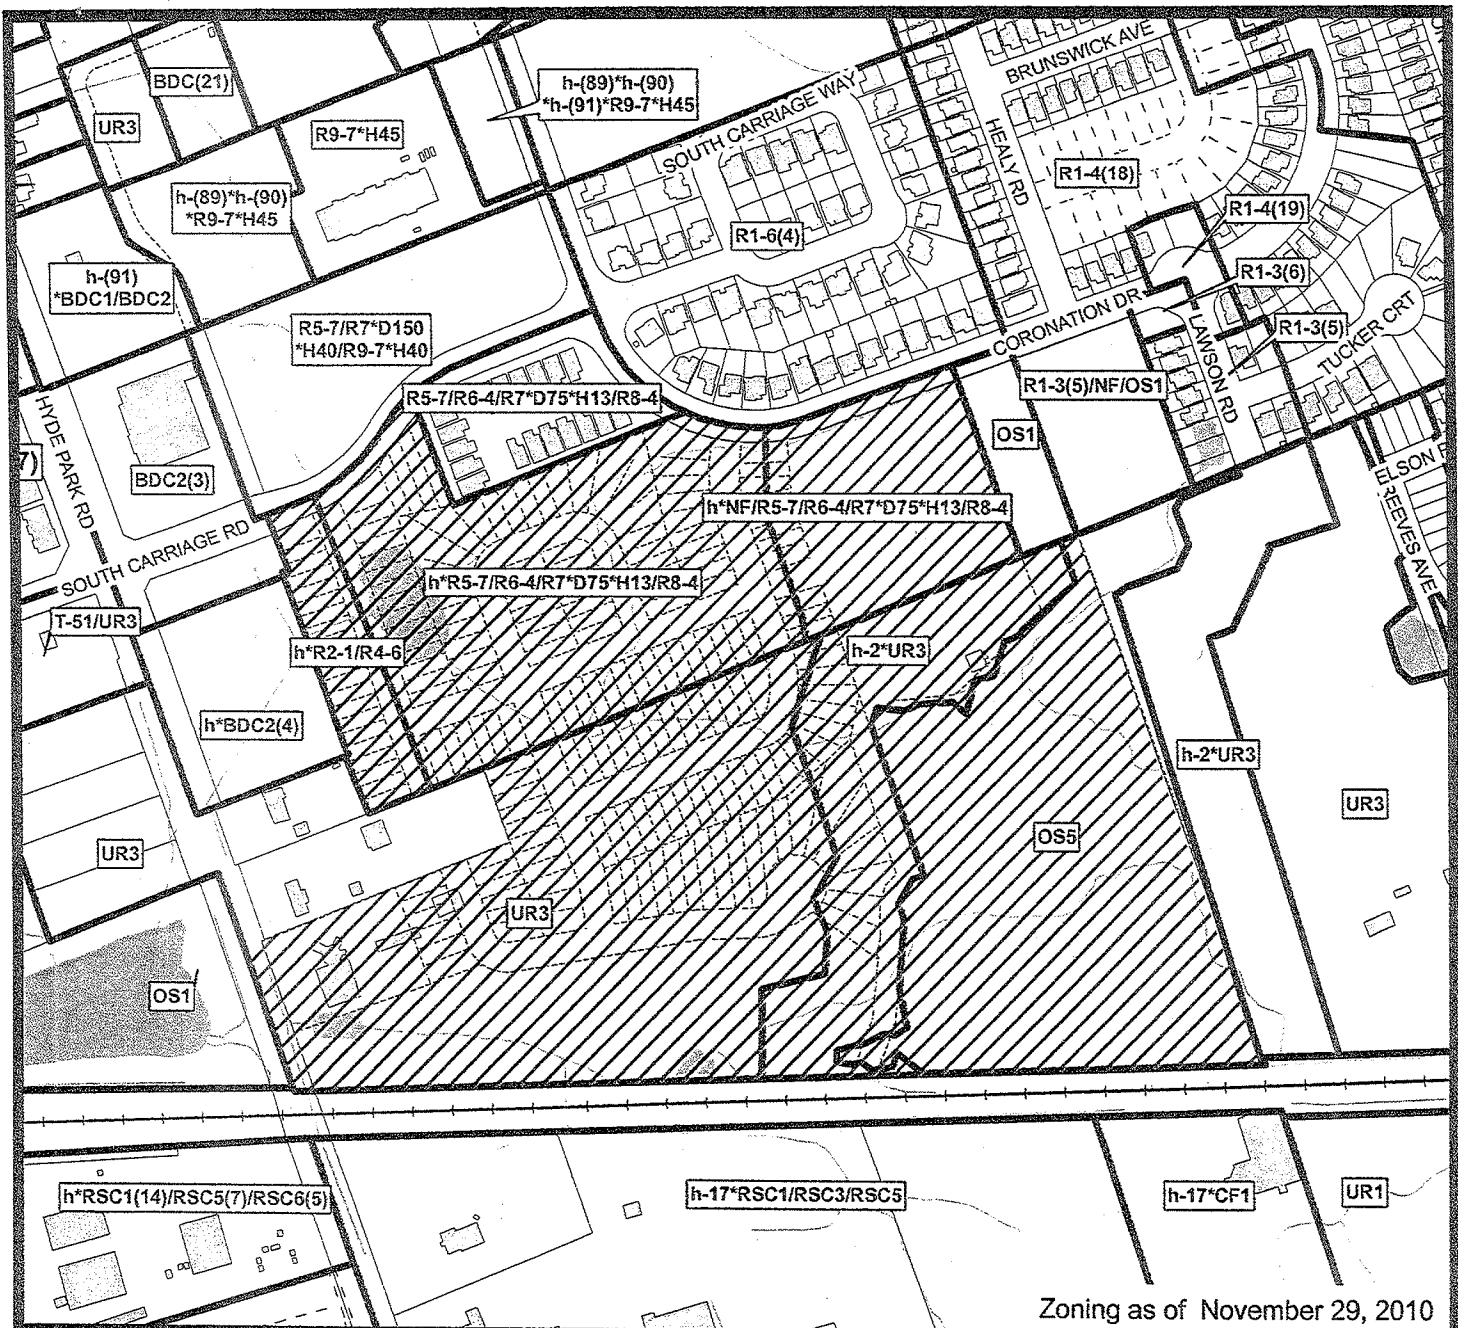 BDC(21)
UR3
R9-7*H45
h-(89)*h-(90)
*h-(91)*R9-7*H45
SOUTH CARRIAGE WAY
BRUNSWICK AVE
HEALY RD
R1-4(18)
h-(89)*h-(90)
*R9-7*H45
R1-4(19)
R1-6(4)
R1-3(6)
h-(91)
*BDC1/BDC2
R5-7/R7*D150
*H40/R9-7*H40
CORONATION DR
LAWSON RD
R1-3(5)
TUCKER CRT
R5-7/R6-4/R7*D75*H13/R8-4
R1-3(5)/NF/OS1
HYDE PARK RD
OS1
7)
BDC2(3)
ELSON
REEVES AVE
h*NF/R5-7/R6-4/R7*D75*H13/R8-4
SOUTH CARRIAGE RD
h*R5-7/R6-4/R7*D75*H13/R8-4
T-51/UR3
h*R2-1/R4-6
h-2*UR3
h*BDC2(4)
h-2*UR3
UR3
UR3
OS5
UR3
OS1
h*RSC1(14)/RSC5(7)/RSC6(5)
h-17*RSC1/RSC3/RSC5
h-17*CF1
UR1
Zoning as of November 29, 2010